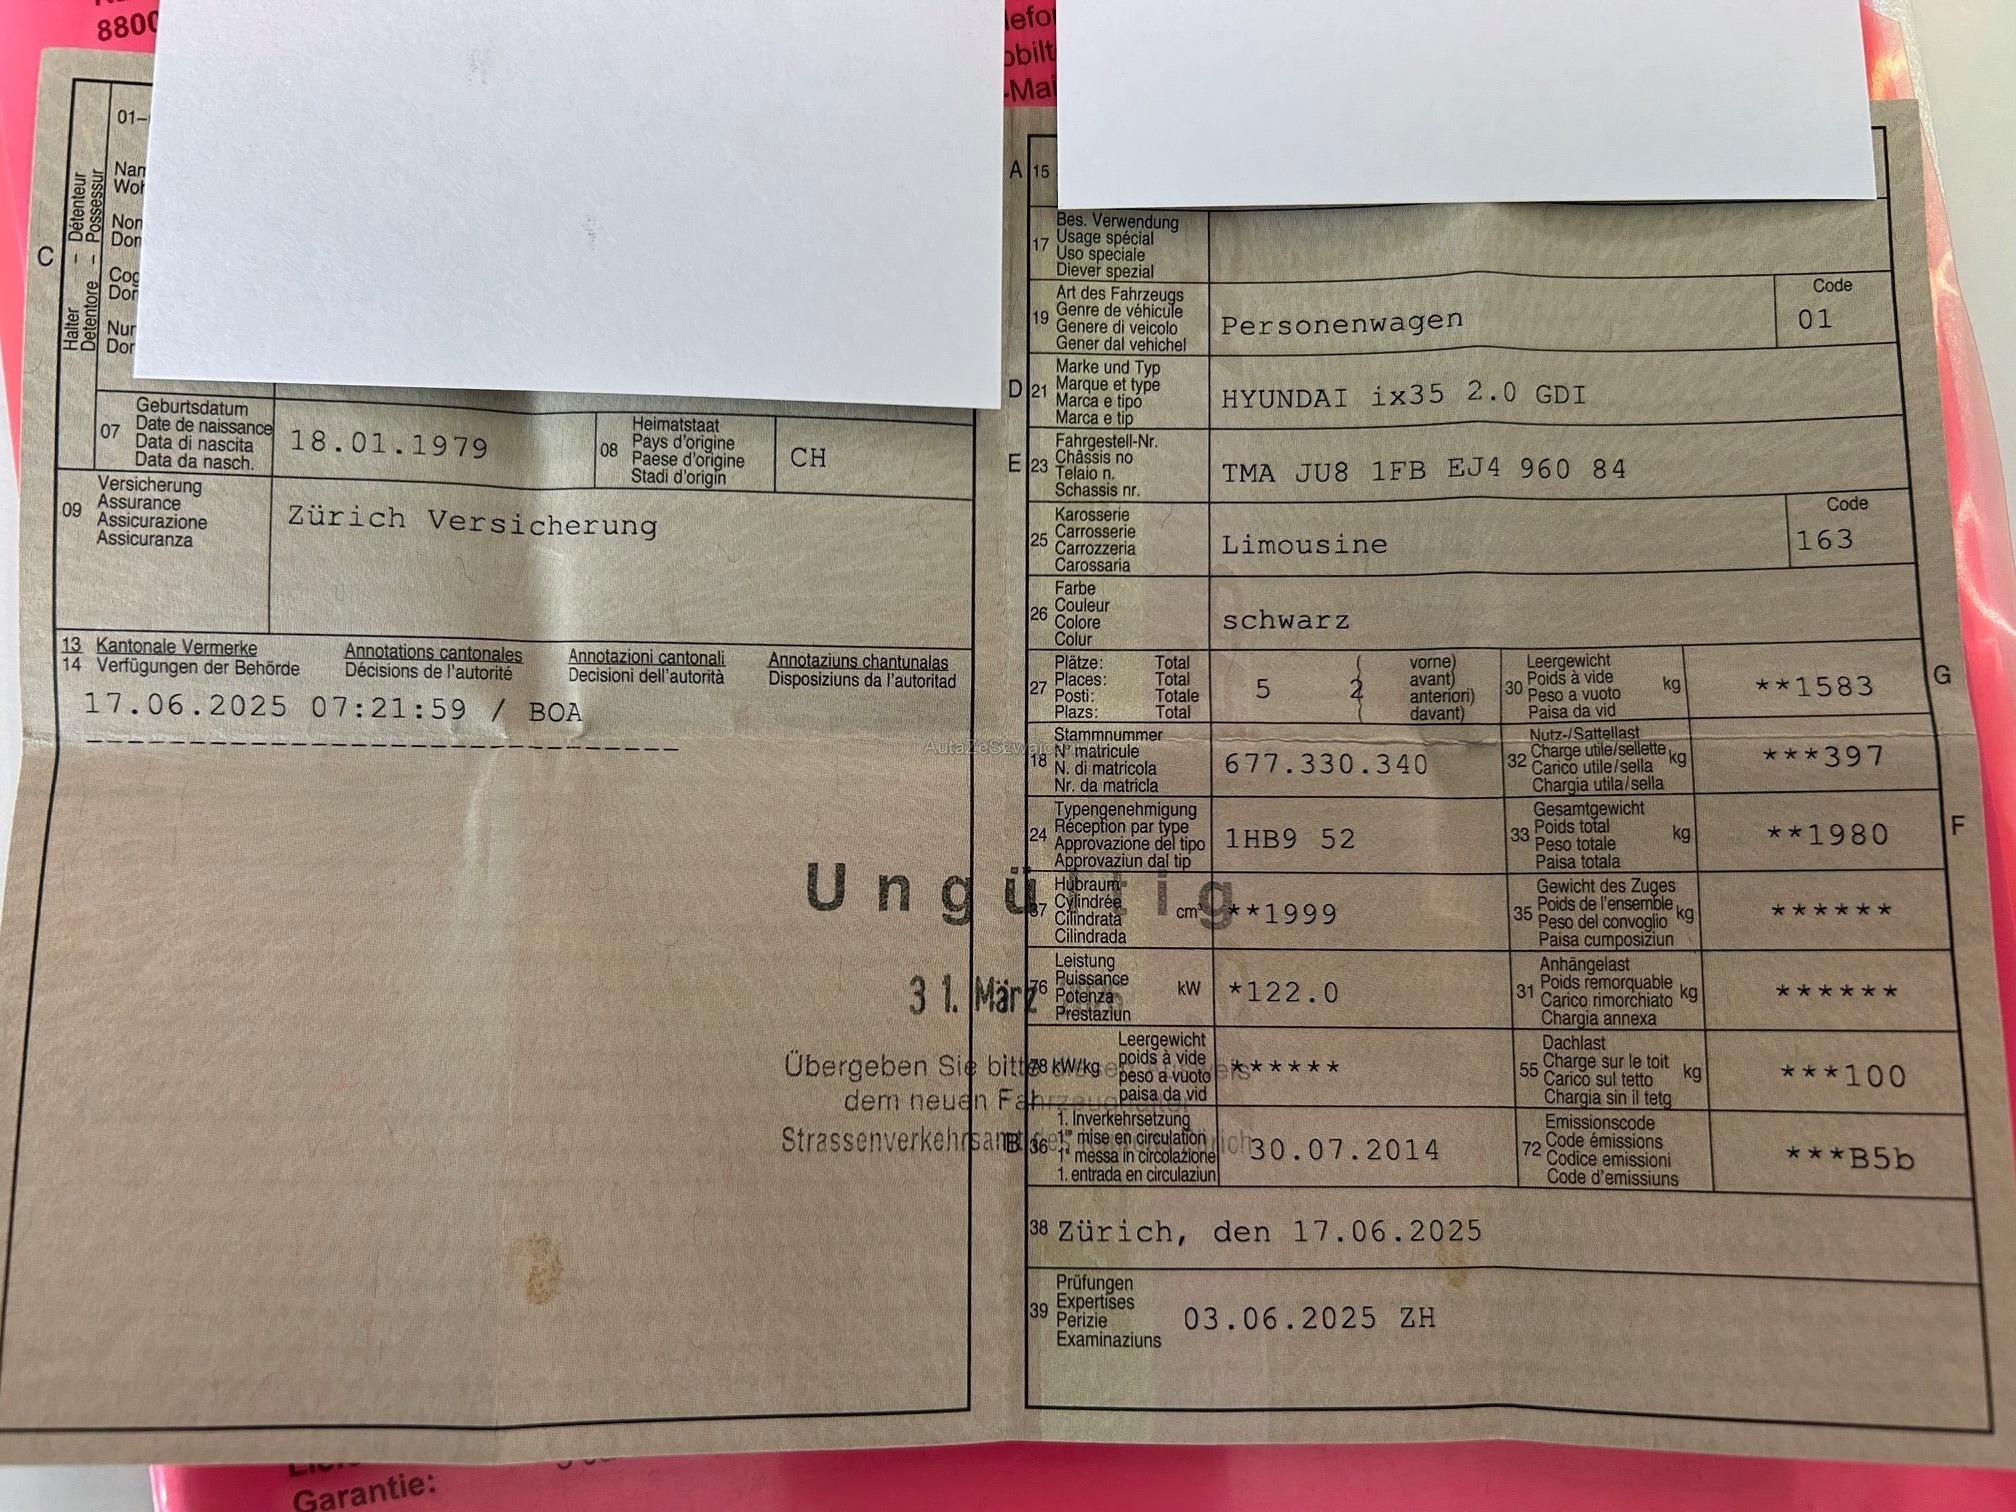 8800
01-
C
Halter - Détenteur
Detentore - Possessur
07
Geburtsdatum
Date de naissance
Data di nascita
Data da nasch.
18.01.1979
08
Heimatstaat
Pays d'origine
Paese d'origine
Stadi d'origin
CH
09
Versicherung
Assurance
Assicurazione
Assicuranza
Zürich Versicherung
13 Kantonale Vermerke Annotations cantonales Annotazioni cantonali Annotaziuns chantunalas
14 Verfügungen der Behörde Décisions de l'autorité Decisioni dell'autorità Disposiziuns da l'autoritad
17.06.2025 07:21:59 / BOA
Ungültig
31. März
Übergeben Sie bitte diesen Ausweis
dem neuen Fahrzeughalter
Strassenverkehrsamt des Kantons Zürich
A 15
17
Bes. Verwendung
Usage spécial
Uso speciale
Diever spezial
19
Art des Fahrzeugs
Genre de véhicule
Genere di veicolo
Gener dal vehichel
Personenwagen
Code
01
D 21
Marke und Typ
Marque et type
Marca e tipo
Marca e tip
HYUNDAI ix35 2.0 GDI
E 23
Fahrgestell-Nr.
Châssis no
Telaio n.
Schassis nr.
TMA JU8 1FB EJ4 960 84
25
Karosserie
Carrosserie
Carrozzeria
Carossaria
Limousine
Code
163
26
Farbe
Couleur
Colore
Colur
schwarz
27
Plätze: Total
Places: Total
Posti: Totale
Plazs: Total
5 2
( vorne)
avant)
anteriori)
( davant)
30
Leergewicht
Poids à vide
Peso a vuoto
Paisa da vid
kg
**1583
G
18
Stammnummer
N° matricule
N. di matricola
Nr. da matricla
677.330.340
32
Nutz-/Sattellast
Charge utile/sellette
Carico utile/sella
Chargia utila/sella
kg
***397
24
Typengenehmigung
Réception par type
Approvazione del tipo
Approvaziun dal tip
1HB9 52
33
Gesamtgewicht
Poids total
Peso totale
Paisa totala
kg
**1980
F
37
Hubraum
Cylindrée
Cilindrata
Cilindrada
cm³
**1999
35
Gewicht des Zuges
Poids de l'ensemble
Peso del convoglio
Paisa cumposiziun
kg
******
76
Leistung
Puissance
Potenza
Prestaziun
kW
*122.0
31
Anhängelast
Poids remorquable
Carico rimorchiato
Chargia annexa
kg
******
78 kW/kg
Leergewicht
poids à vide
peso a vuoto
paisa da vid
******
55
Dachlast
Charge sur le toit
Carico sul tetto
Chargia sin il tetg
kg
***100
B 36
1. Inverkehrsetzung
1re mise en circulation
1a messa in circolazione
1. entrada en circulaziun
30.07.2014
72
Emissionscode
Code émissions
Codice emissioni
Code d'emissiuns
***B5b
38 Zürich, den 17.06.2025
39
Prüfungen
Expertises
Perizie
Examinaziuns
03.06.2025 ZH
Garantie: